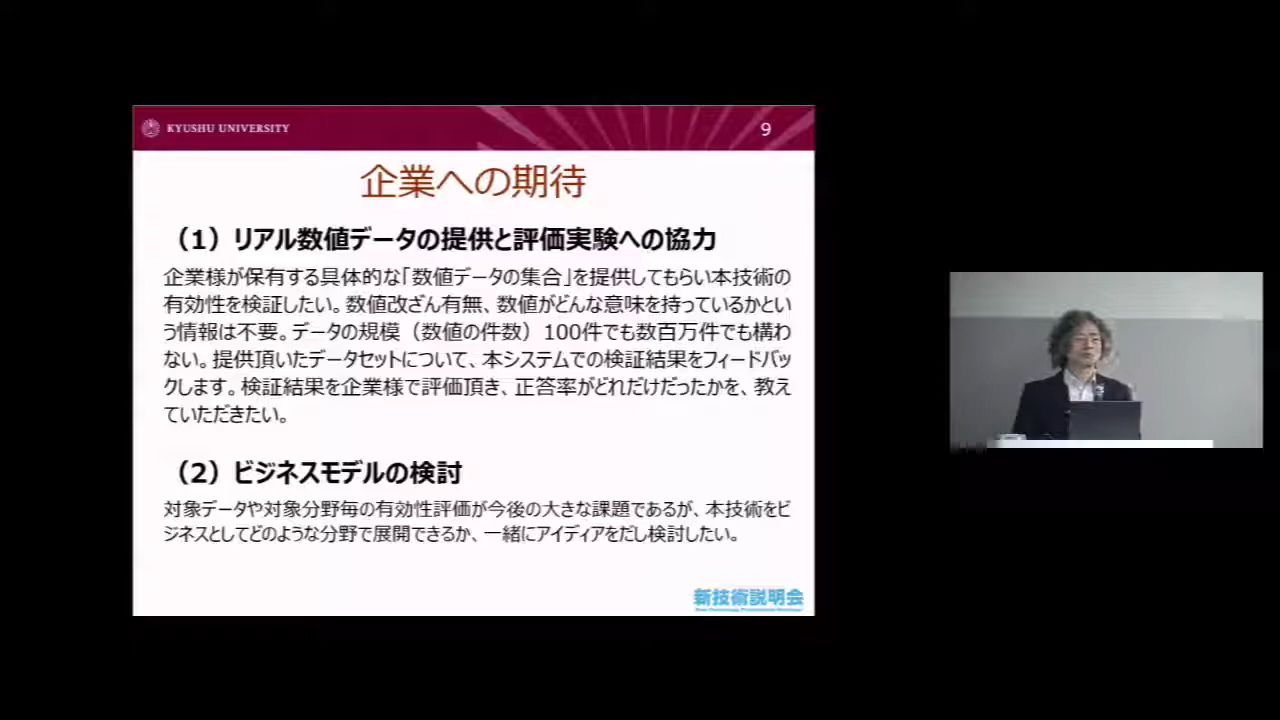 KYUSHU UNIVERSITY
9
企業への期待
（1）リアル数値データの提供と評価実験への協力
企業様が保有する具体的な「数値データの集合」を提供してもらい本技術の
有効性を検証したい。数値改ざん有無、数値がどんな意味を持っているかとい
う情報は不要。データの規模（数値の件数）100件でも数百万件でも構わ
ない。提供頂いたデータセットについて、本システムでの検証結果をフィードバッ
クします。検証結果を企業様で評価頂き、正答率がどれだけだったかを、教え
ていただきたい。
（2）ビジネスモデルの検討
対象データや対象分野毎の有効性評価が今後の大きな課題であるが、本技術をビ
ジネスとしてどのような分野で展開できるか、一緒にアイディアをだし検討したい。
新技術説明会